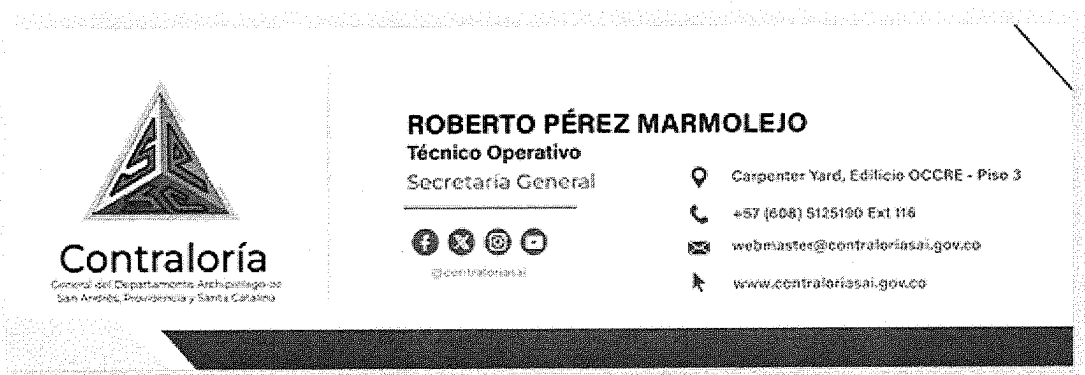 Contraloría
General del Departamento Archipiélago de
San Andrés, Providencia y Santa Catalina
ROBERTO PÉREZ MARMOLEJO
Técnico Operativo
Secretaría General
@contraloriasai
Carpenter Yard, Edificio OCCRE - Piso 3
+57 (608) 5125190 Ext 116
webmaster@contraloriasai.gov.co
www.contraloriasai.gov.co